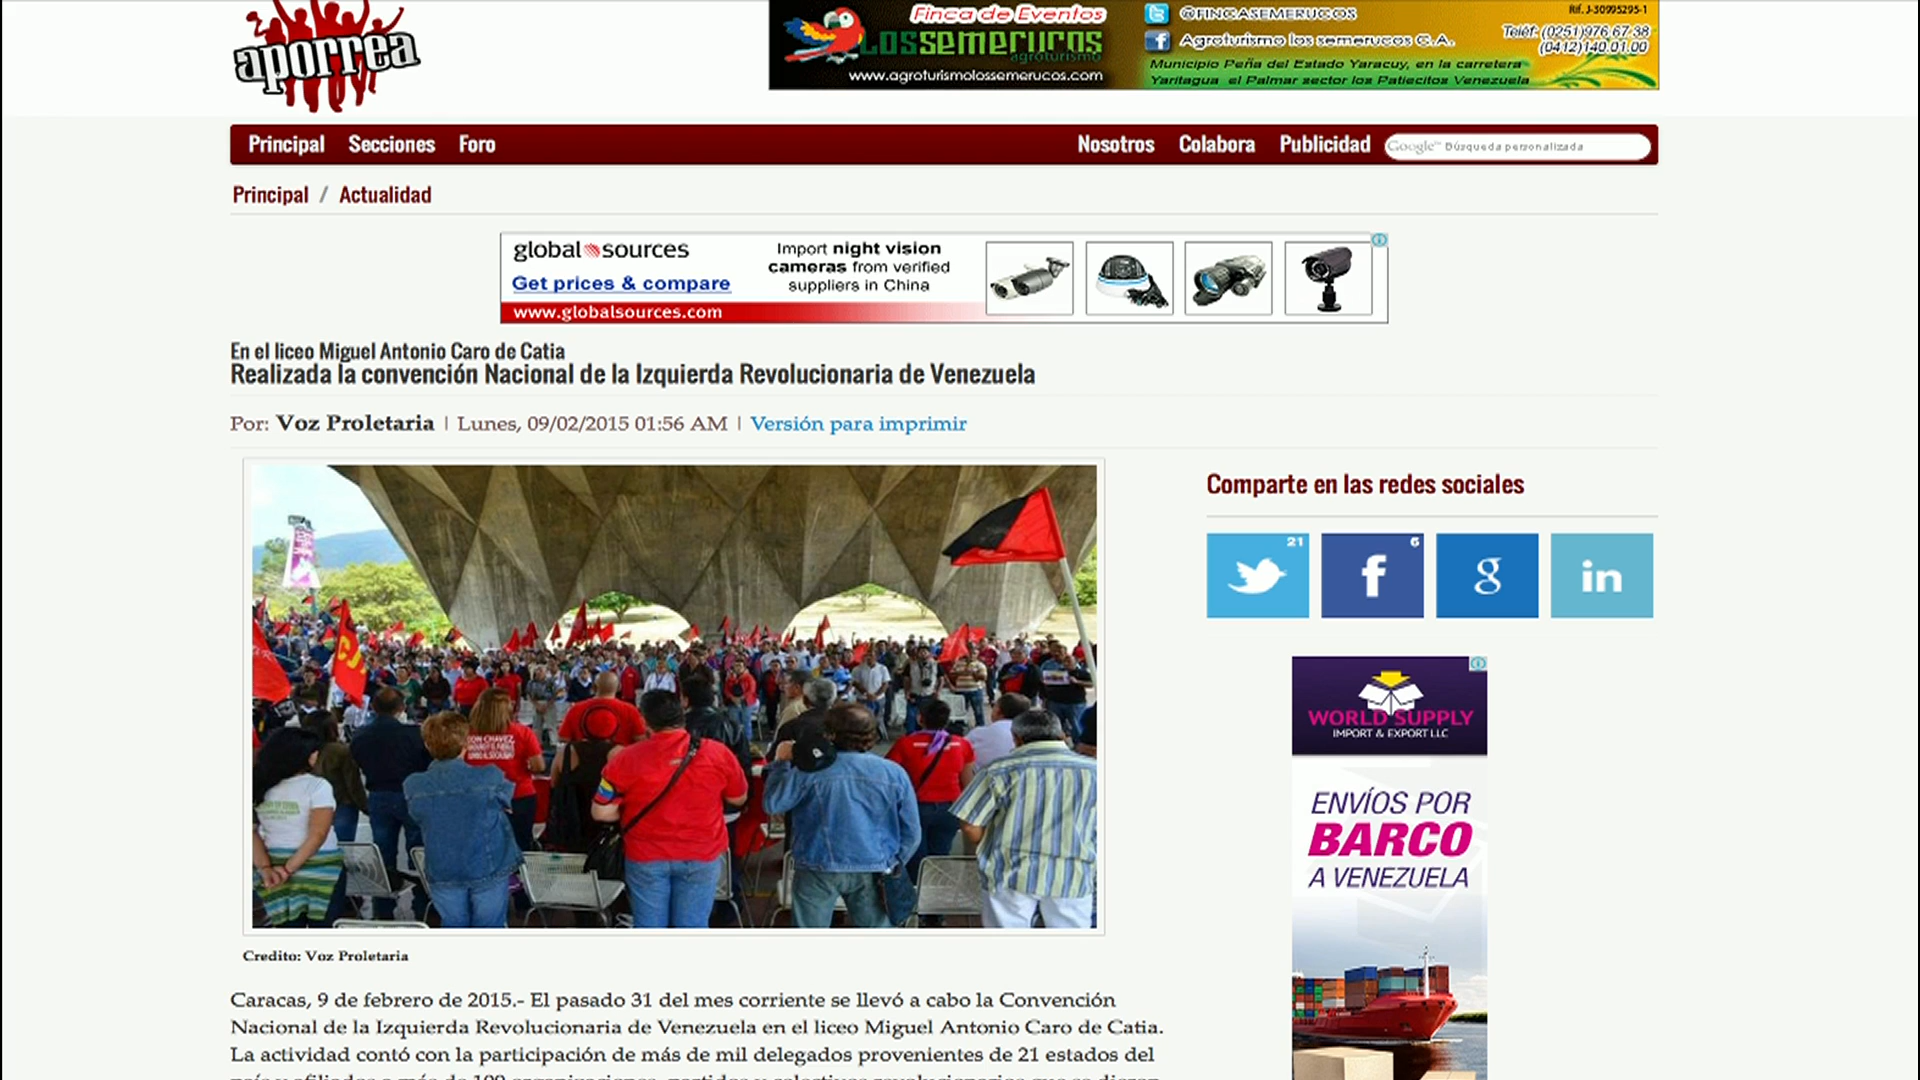 aporrea
Finca de Eventos
LOS SEMERUCOS
agroturismo
www.agroturismolossemerucos.com
@FINCASEMERUCOS
Agroturismo los semerucos C.A.
Rif. J-30995295-1
Teléf: (0251)976.67.38
(0412)140.01.00
Municipio Peña del Estado Yaracuy, en la carretera
Yaritagua el Palmar sector los Patiecitos Venezuela
Principal Secciones Foro Nosotros Colabora Publicidad Google™ Búsqueda personalizada
Principal / Actualidad
global sources
Get prices & compare
www.globalsources.com
Import night vision
cameras from verified
suppliers in China
En el liceo Miguel Antonio Caro de Catia
Realizada la convención Nacional de la Izquierda Revolucionaria de Venezuela
Por: Voz Proletaria | Lunes, 09/02/2015 01:56 AM | Versión para imprimir
Comparte en las redes sociales
21
6
f
g
in
WORLD SUPPLY
IMPORT & EXPORT LLC
ENVÍOS POR
BARCO
A VENEZUELA
Credito: Voz Proletaria
Caracas, 9 de febrero de 2015.- El pasado 31 del mes corriente se llevó a cabo la Convención
Nacional de la Izquierda Revolucionaria de Venezuela en el liceo Miguel Antonio Caro de Catia.
La actividad contó con la participación de más de mil delegados provenientes de 21 estados del